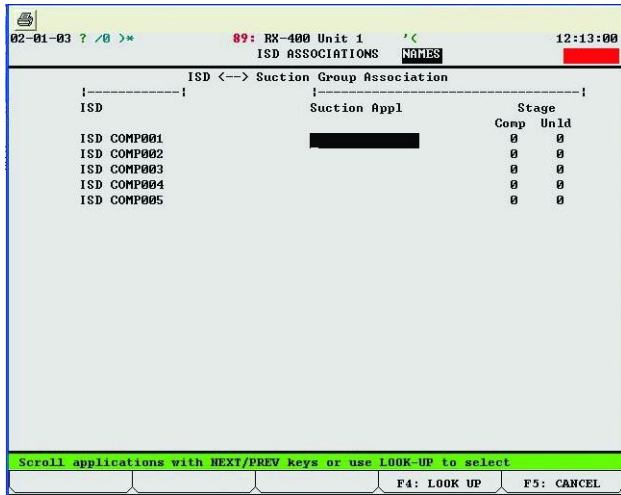 02-01-03 ? /0 )* 89: RX-400 Unit 1 '( 12:13:00
ISD ASSOCIATIONS NAMES
ISD <--> Suction Group Association
¦------------¦ ¦----------------------------------¦
ISD Suction Appl Stage
Comp Unld
ISD COMP001 0 0
ISD COMP002 0 0
ISD COMP003 0 0
ISD COMP004 0 0
ISD COMP005 0 0
Scroll applications with NEXT/PREV keys or use LOOK-UP to select
F4: LOOK UP F5: CANCEL